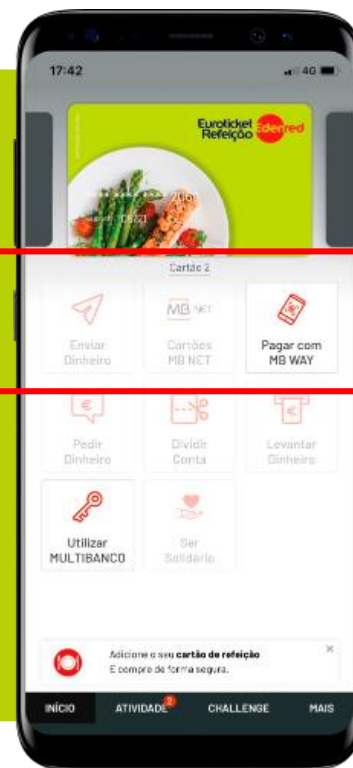 17:42
4G
Euroticket
Refeição
Edenred
Cartão 2
Enviar
Dinheiro
MB NET
Cartões
MB NET
Pagar com
MB WAY
Pedir
Dinheiro
Dividir
Conta
Levantar
Dinheiro
Utilizar
MULTIBANCO
Ser
Solidário
Adicione o seu cartão de refeição
E compre de forma segura.
INÍCIO
ATIVIDADE
2
CHALLENGE
MAIS